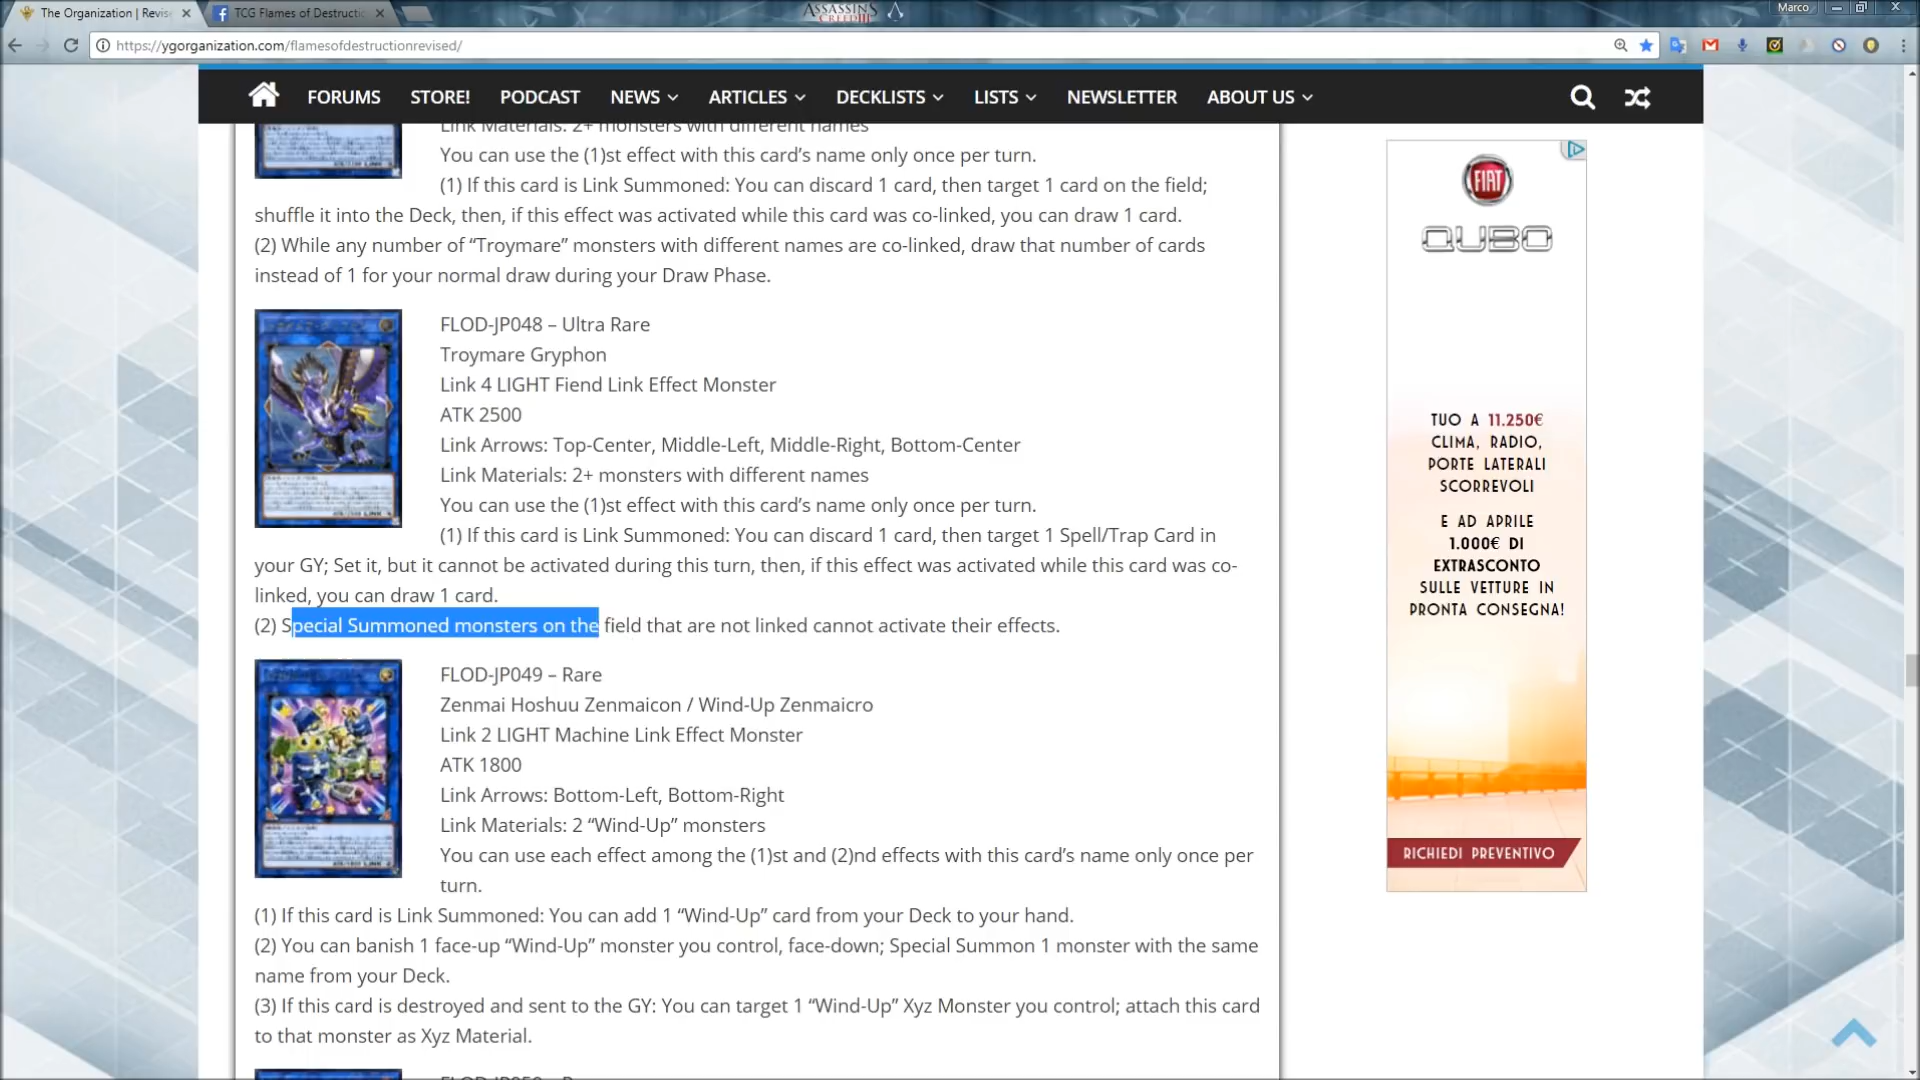 The Organization | Revise
TCG Flames of Destructio
ASSASSIN'S CREED III
Marco
https://ygorganization.com/flamesofdestructionrevised/
FORUMS STORE! PODCAST NEWS ARTICLES DECKLISTS LISTS NEWSLETTER ABOUT US
Link Materials: 2+ monsters with different names
You can use the (1)st effect with this card’s name only once per turn.
(1) If this card is Link Summoned: You can discard 1 card, then target 1 card on the field;
shuffle it into the Deck, then, if this effect was activated while this card was co-linked, you can draw 1 card.
(2) While any number of “Troymare” monsters with different names are co-linked, draw that number of cards
instead of 1 for your normal draw during your Draw Phase.
FLOD-JP048 – Ultra Rare
Troymare Gryphon
Link 4 LIGHT Fiend Link Effect Monster
ATK 2500
Link Arrows: Top-Center, Middle-Left, Middle-Right, Bottom-Center
Link Materials: 2+ monsters with different names
You can use the (1)st effect with this card’s name only once per turn.
(1) If this card is Link Summoned: You can discard 1 card, then target 1 Spell/Trap Card in
your GY; Set it, but it cannot be activated during this turn, then, if this effect was activated while this card was co-
linked, you can draw 1 card.
(2) Special Summoned monsters on the field that are not linked cannot activate their effects.
FLOD-JP049 – Rare
Zenmai Hoshuu Zenmaicon / Wind-Up Zenmaicro
Link 2 LIGHT Machine Link Effect Monster
ATK 1800
Link Arrows: Bottom-Left, Bottom-Right
Link Materials: 2 “Wind-Up” monsters
You can use each effect among the (1)st and (2)nd effects with this card’s name only once per
turn.
(1) If this card is Link Summoned: You can add 1 “Wind-Up” card from your Deck to your hand.
(2) You can banish 1 face-up “Wind-Up” monster you control, face-down; Special Summon 1 monster with the same
name from your Deck.
(3) If this card is destroyed and sent to the GY: You can target 1 “Wind-Up” Xyz Monster you control; attach this card
to that monster as Xyz Material.
FIAT
QUBO
TUO A 11.250€
CLIMA, RADIO,
PORTE LATERALI
SCORREVOLI
E AD APRILE
1.000€ DI
EXTRASCONTO
SULLE VETTURE IN
PRONTA CONSEGNA!
RICHIEDI PREVENTIVO